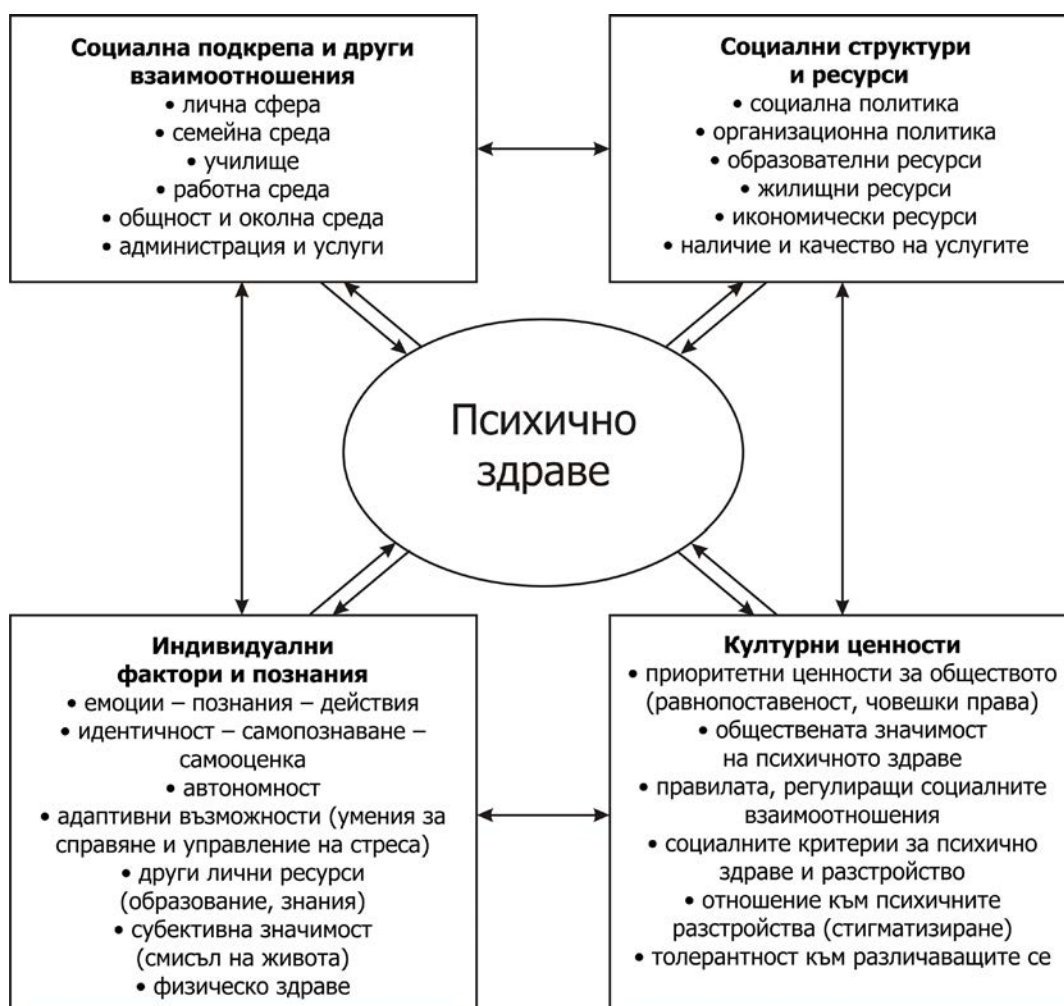 Социална подкрепа и други
взаимоотношения
• лична сфера
• семейна среда
• училище
• работна среда
• общност и околна среда
• администрация и услуги
Социални структури
и ресурси
• социална политика
• организационна политика
• образователни ресурси
• жилищни ресурси
• икономически ресурси
• наличие и качество на услугите
Психично
здраве
Индивидуални
фактори и познания
• емоции – познания – действия
• идентичност – самопознаване –
самооценка
• автономност
• адаптивни възможности (умения за
справяне и управление на стреса)
• други лични ресурси
(образование, знания)
• субективна значимост
(смисъл на живота)
• физическо здраве
Културни ценности
• приоритетни ценности за обществото
(равнопоставеност, човешки права)
• обществената значимост
на психичното здраве
• правилата, регулиращи социалните
взаимоотношения
• социалните критерии за психично
здраве и разстройство
• отношение към психичните
разстройства (стигматизиране)
• толерантност към различаващите се